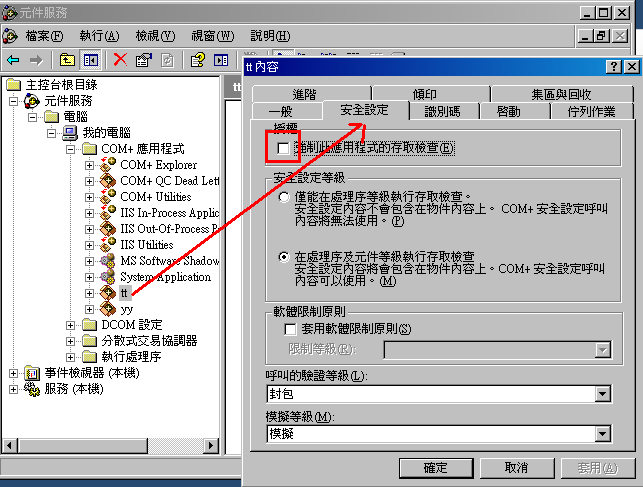 元件服務
檔案(F) 執行(A) 檢視(V) 視窗(W) 說明(H)
主控台根目錄
元件服務
電腦
我的電腦
COM+ 應用程式
COM+ Explorer
COM+ QC Dead Lett
COM+ Utilities
IIS In-Process Applic
IIS Out-Of-Process P
IIS Utilities
MS Software Shadow
System Application
tt
yy
DCOM 設定
分散式交易協調器
執行處理序
事件檢視器 (本機)
服務 (本機)
tt
tt 內容
進階 傾印 集區與回收
一般 安全設定 識別碼 啟動 佇列作業
授權
強制此應用程式的存取檢查(E)
安全設定等級
僅能在處理序等級執行存取檢查。
安全設定內容不會包含在物件內容上。 COM+ 安全設定呼叫
內容將無法使用。(P)
在處理序及元件等級執行存取檢查。
安全設定內容將會包含在物件內容上。COM+ 安全設定呼叫
內容可以使用。(M)
軟體限制原則
套用軟體限制原則(S)
限制等級(R):
呼叫的驗證等級(L):
封包
模擬等級(M):
模擬
確定 取消 套用(A)